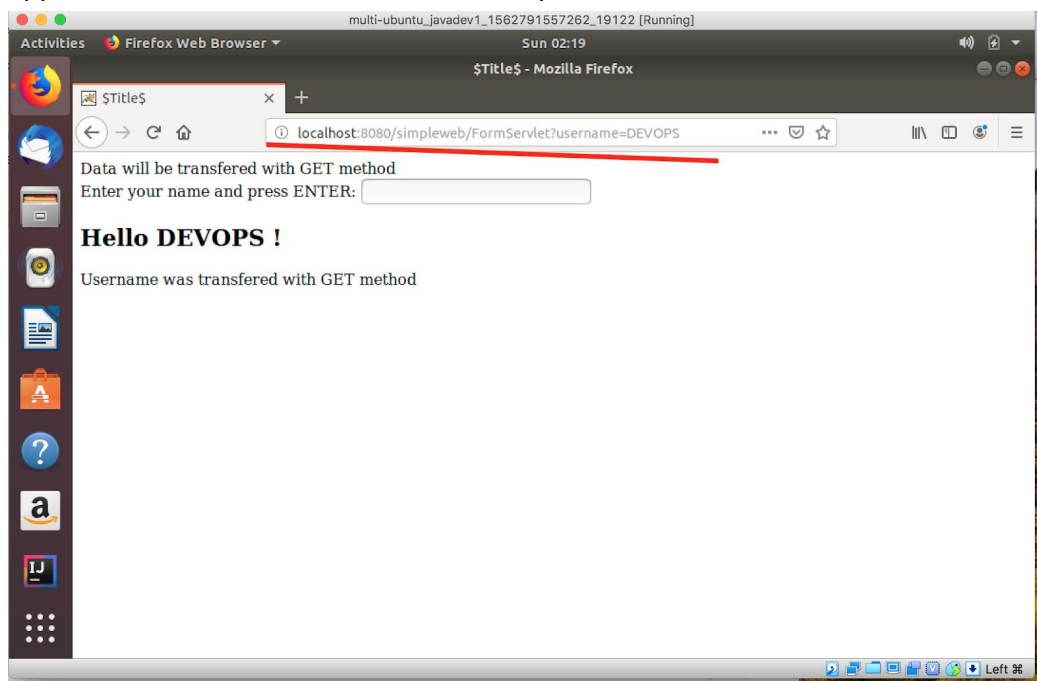 multi-ubuntu_javadev1_1562791557262_19122 [Running]
Activities Firefox Web Browser Sun 02:19
$Title$ - Mozilla Firefox
$Title$
localhost:8080/simpleweb/FormServlet?username=DEVOPS
Data will be transfered with GET method
Enter your name and press ENTER:
Hello DEVOPS !
Username was transfered with GET method
a
IJ
Left ⌘